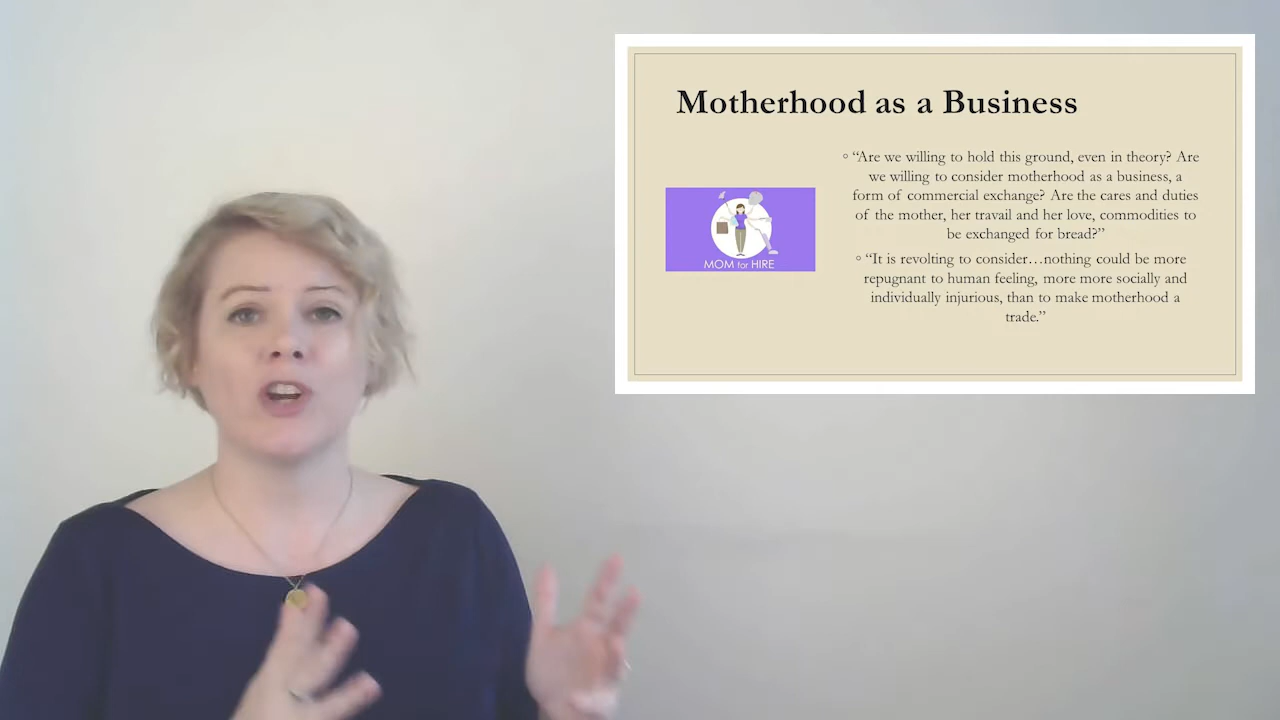 Motherhood as a Business
◦ “Are we willing to hold this ground, even in theory? Are
we willing to consider motherhood as a business, a
form of commercial exchange? Are the cares and duties
of the mother, her travail and her love, commodities to
be exchanged for bread?”
◦ “It is revolting to consider…nothing could be more
repugnant to human feeling, more more socially and
individually injurious, than to make motherhood a
trade.”
MOM for HIRE